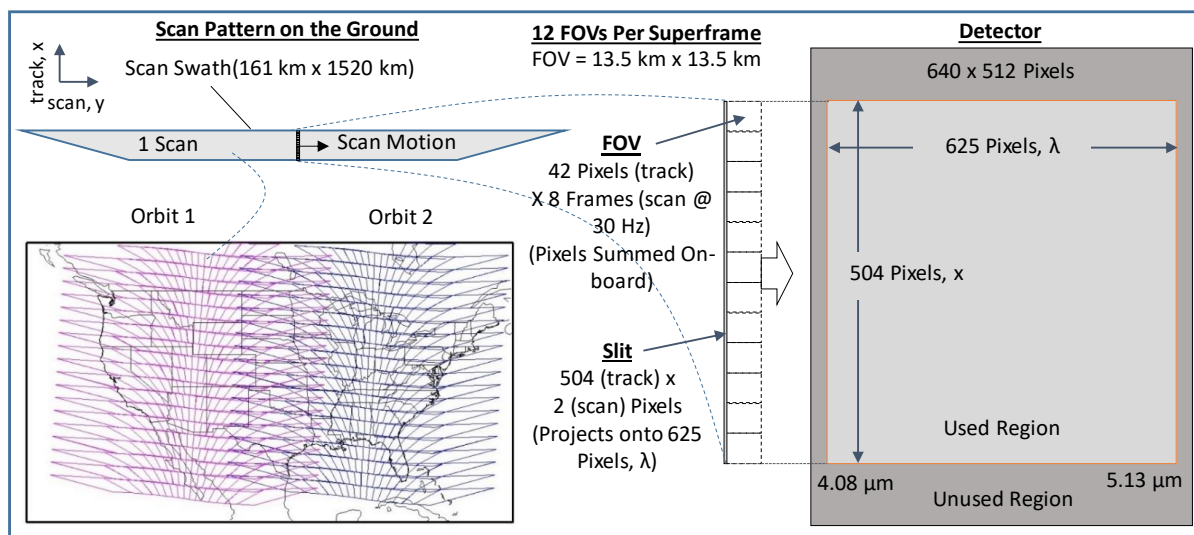 Scan Pattern on the Ground
track, x
scan, y
Scan Swath(161 km x 1520 km)
1 Scan
Scan Motion
Orbit 1
Orbit 2
12 FOVs Per Superframe
FOV = 13.5 km x 13.5 km
FOV
42 Pixels (track)
X 8 Frames (scan @
30 Hz)
(Pixels Summed On-
board)
Slit
504 (track) x
2 (scan) Pixels
(Projects onto 625
Pixels, λ)
Detector
640 x 512 Pixels
625 Pixels, λ
504 Pixels, x
Used Region
4.08 µm
5.13 µm
Unused Region